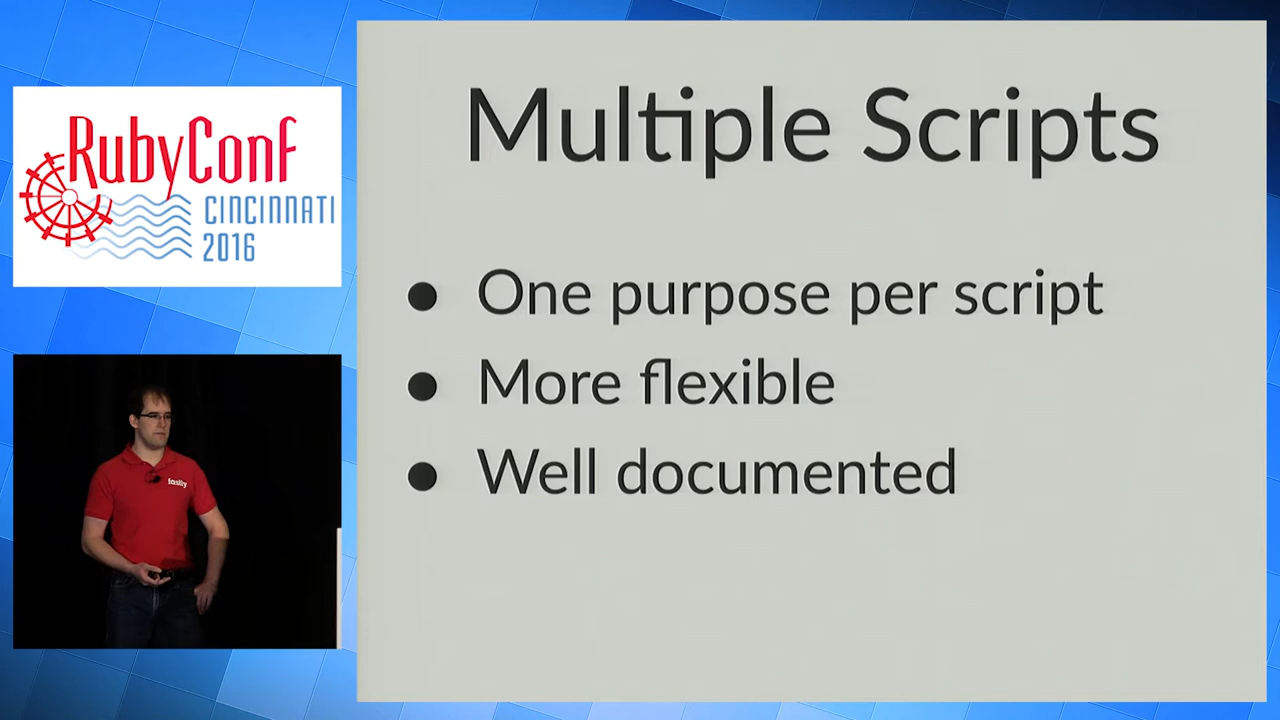 RubyConf
CINCINNATI
2016
fastly
Multiple Scripts
● One purpose per script
● More flexible
● Well documented